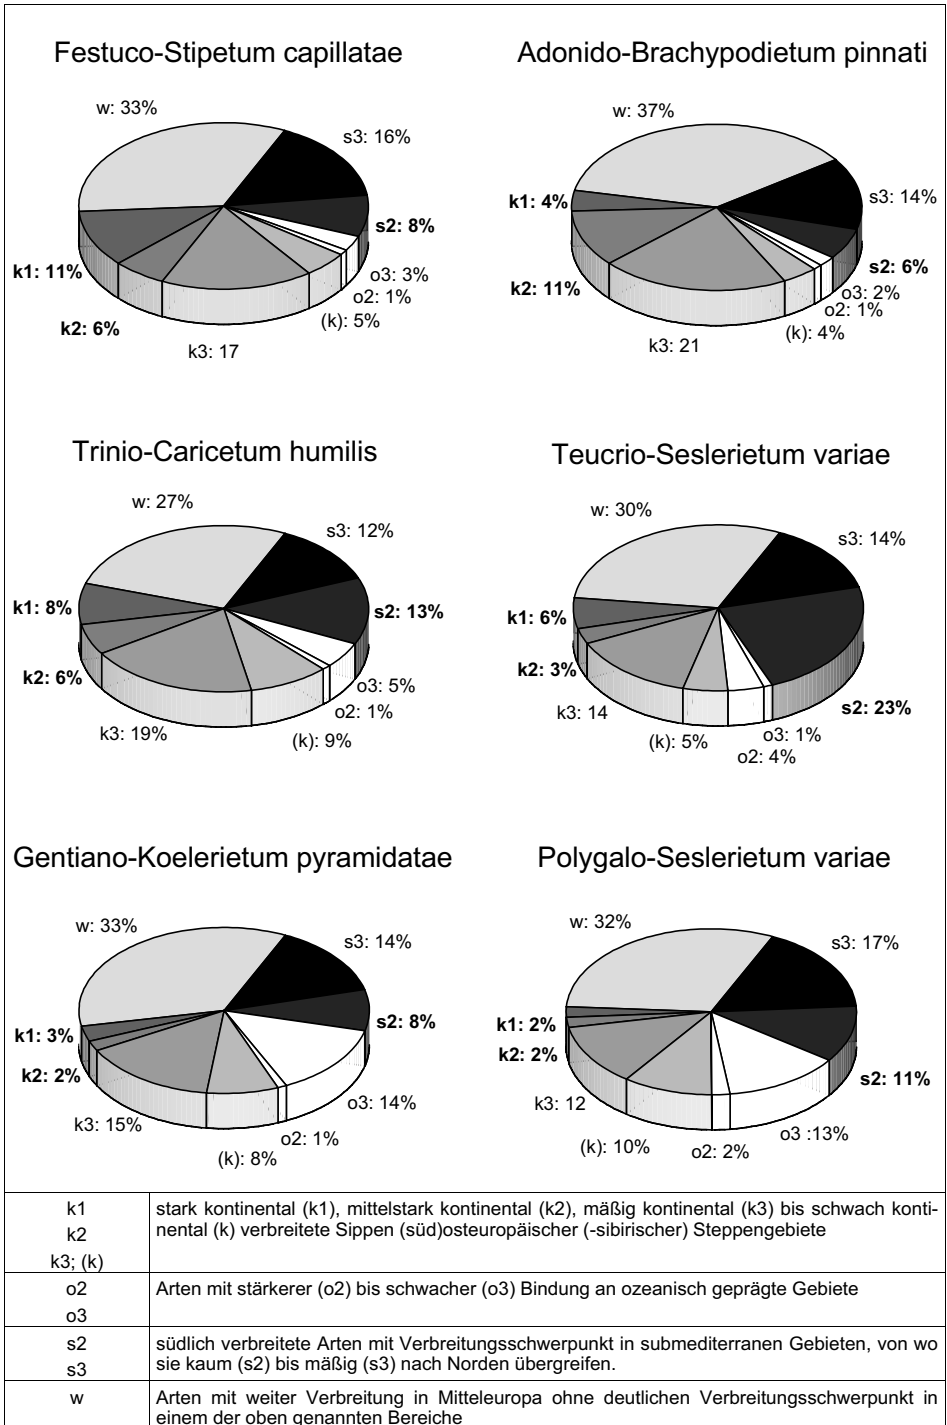 Festuco-Stipetum capillatae
w: 33%
s3: 16%
s2: 8%
o3: 3%
o2: 1%
(k): 5%
k3: 17
k2: 6%
k1: 11%
Adonido-Brachypodietum pinnati
w: 37%
s3: 14%
s2: 6%
o3: 2%
o2: 1%
(k): 4%
k3: 21
k2: 11%
k1: 4%
Trinio-Caricetum humilis
w: 27%
s3: 12%
s2: 13%
o3: 5%
o2: 1%
(k): 9%
k3: 19%
k2: 6%
k1: 8%
Teucrio-Seslerietum variae
w: 30%
s3: 14%
s2: 23%
o3: 1%
o2: 4%
(k): 5%
k3: 14
k2: 3%
k1: 6%
Gentiano-Koelerietum pyramidatae
w: 33%
s3: 14%
s2: 8%
o3: 14%
o2: 1%
(k): 8%
k3: 15%
k2: 2%
k1: 3%
Polygalo-Seslerietum variae
w: 32%
s3: 17%
s2: 11%
o3 :13%
o2: 2%
(k): 10%
k3: 12
k2: 2%
k1: 2%
k1
k2
k3; (k)
stark kontinental (k1), mittelstark kontinental (k2), mäßig kontinental (k3) bis schwach konti-
nental (k) verbreitete Sippen (süd)osteuropäischer (-sibirischer) Steppengebiete
o2
o3
Arten mit stärkerer (o2) bis schwacher (o3) Bindung an ozeanisch geprägte Gebiete
s2
s3
südlich verbreitete Arten mit Verbreitungsschwerpunkt in submediterranen Gebieten, von wo
sie kaum (s2) bis mäßig (s3) nach Norden übergreifen.
w
Arten mit weiter Verbreitung in Mitteleuropa ohne deutlichen Verbreitungsschwerpunkt in
einem der oben genannten Bereiche